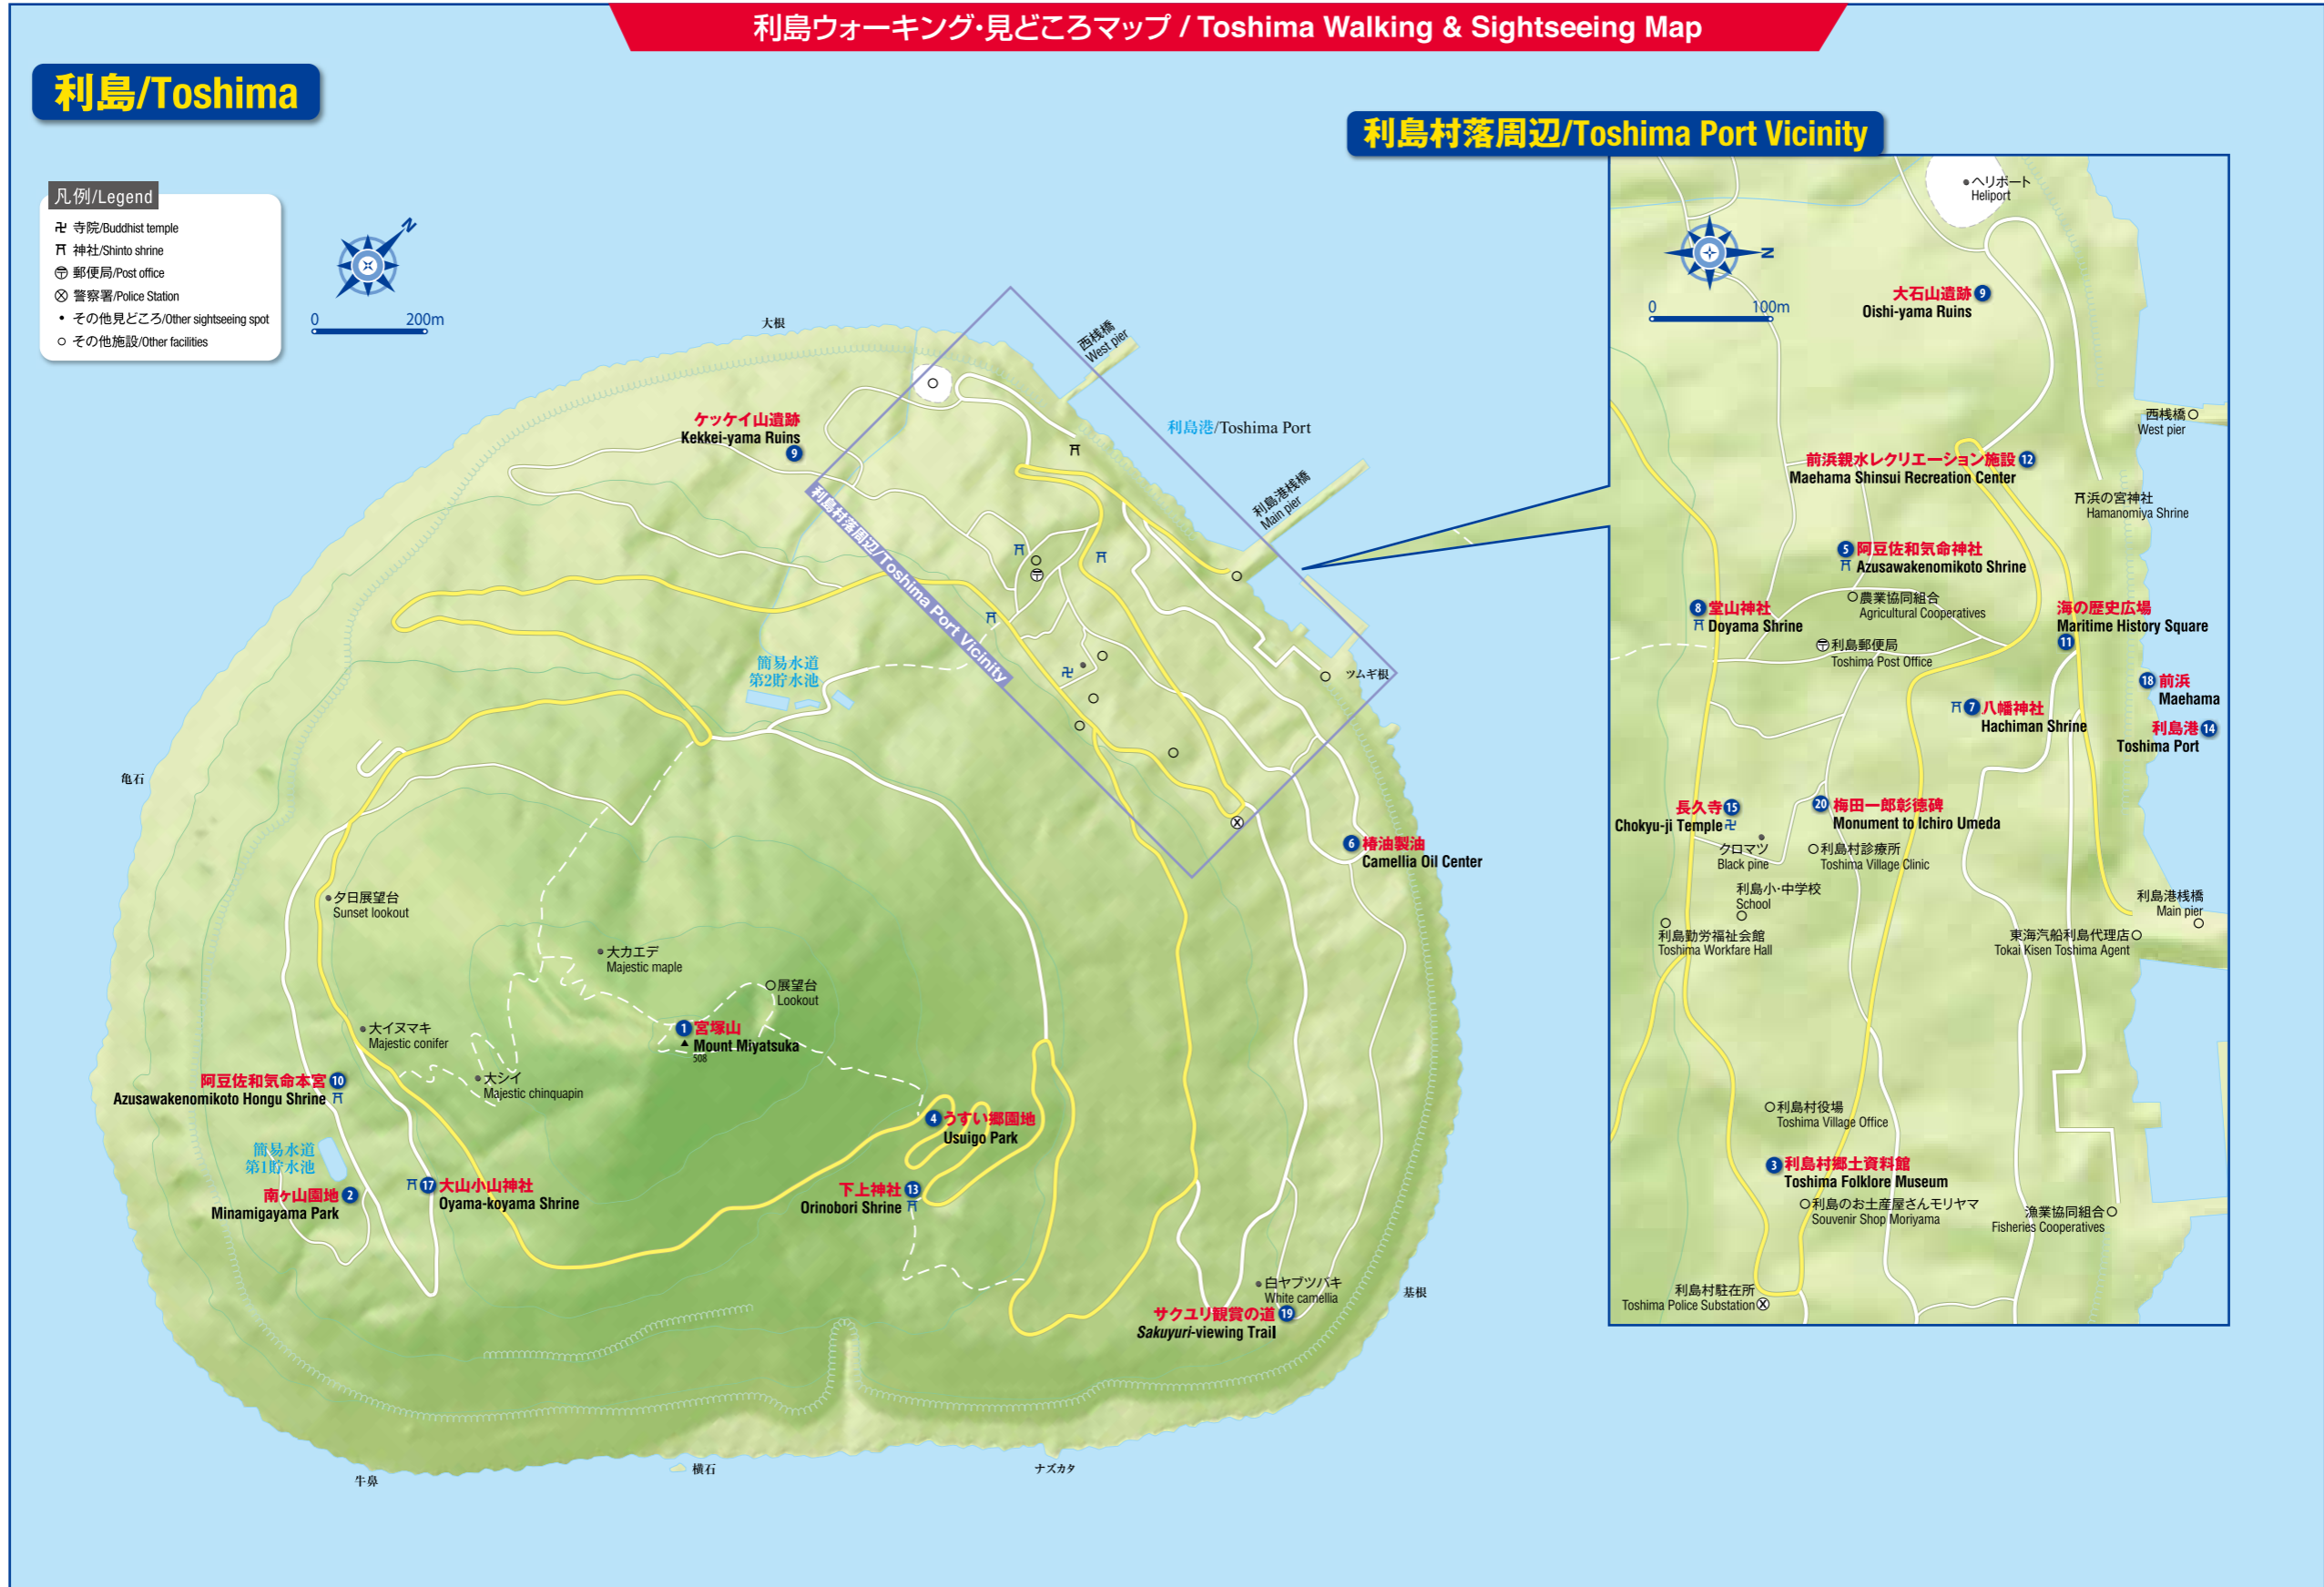 利島ウォーキング・見どころマップ / Toshima Walking & Sightseeing Map
利島/Toshima
凡例/Legend
卍 寺院/Buddhist temple
神社/Shinto shrine
〒 郵便局/Post office
警察署/Police Station
• その他見どころ/Other sightseeing spot
○ その他施設/Other facilities
N
0 200m
大根
西桟橋
West pier
利島港/Toshima Port
ケッケイ山遺跡
Kekkei-yama Ruins
9
利島港桟橋
Main pier
利島村落周辺/Toshima Port Vicinity
簡易水道
第2貯水池
ツムギ根
亀石
6 椿油製油
Camellia Oil Center
夕日展望台
Sunset lookout
大カエデ
Majestic maple
展望台
Lookout
1 宮塚山
Mount Miyatsuka
508
大イヌマキ
Majestic conifer
大シイ
Majestic chinquapin
阿豆佐和気命本宮 10
Azusawakenomikoto Hongu Shrine
4 うすい郷園地
Usuigo Park
簡易水道
第1貯水池
南ヶ山園地 2
Minamigayama Park
17 大山小山神社
Oyama-koyama Shrine
下上神社 13
Orinobori Shrine
白ヤブツバキ
White camellia
サクユリ観賞の道 19
Sakuyuri-viewing Trail
基根
牛鼻
横石
ナズカタ
利島村落周辺/Toshima Port Vicinity
ヘリポート
Heliport
N
0 100m
大石山遺跡 9
Oishi-yama Ruins
西桟橋
West pier
前浜親水レクリエーション施設 12
Maehama Shinsui Recreation Center
浜の宮神社
Hamanomiya Shrine
5 阿豆佐和気命神社
Azusawakenomikoto Shrine
農業協同組合
Agricultural Cooperatives
8 堂山神社
Doyama Shrine
海の歴史広場
Maritime History Square
11
〒 利島郵便局
Toshima Post Office
18 前浜
Maehama
7 八幡神社
Hachiman Shrine
利島港 14
Toshima Port
長久寺 15
Chokyu-ji Temple 卍
20 梅田一郎彰徳碑
Monument to Ichiro Umeda
クロマツ
Black pine
利島村診療所
Toshima Village Clinic
利島小・中学校
School
利島港桟橋
Main pier
利島勤労福祉会館
Toshima Workfare Hall
東海汽船利島代理店
Tokai Kisen Toshima Agent
利島村役場
Toshima Village Office
3 利島村郷土資料館
Toshima Folklore Museum
利島のお土産屋さんモリヤマ
Souvenir Shop Moriyama
漁業協同組合
Fisheries Cooperatives
利島村駐在所
Toshima Police Substation